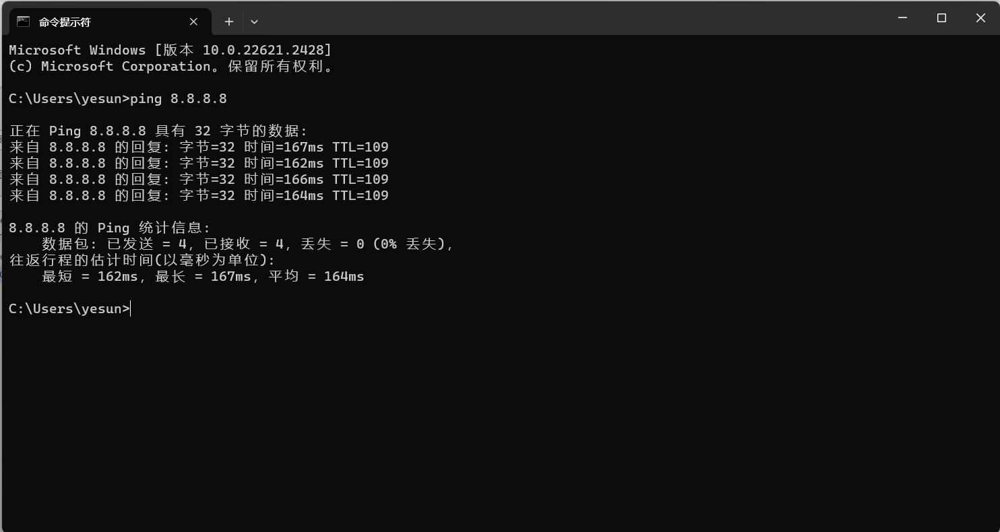 命令提示符
Microsoft Windows [版本 10.0.22621.2428]
(c) Microsoft Corporation。保留所有权利。
C:\Users\yesun>ping 8.8.8.8
正在 Ping 8.8.8.8 具有 32 字节的数据:
来自 8.8.8.8 的回复: 字节=32 时间=167ms TTL=109
来自 8.8.8.8 的回复: 字节=32 时间=162ms TTL=109
来自 8.8.8.8 的回复: 字节=32 时间=166ms TTL=109
来自 8.8.8.8 的回复: 字节=32 时间=164ms TTL=109
8.8.8.8 的 Ping 统计信息:
数据包: 已发送 = 4, 已接收 = 4, 丢失 = 0 (0% 丢失),
往返行程的估计时间(以毫秒为单位):
最短 = 162ms, 最长 = 167ms, 平均 = 164ms
C:\Users\yesun>